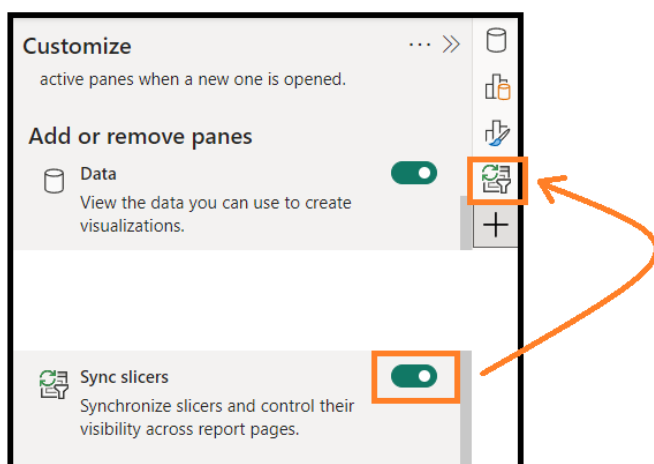 Customize
active panes when a new one is opened.
Add or remove panes
Data
View the data you can use to create
visualizations.
Sync slicers
Synchronize slicers and control their
visibility across report pages.